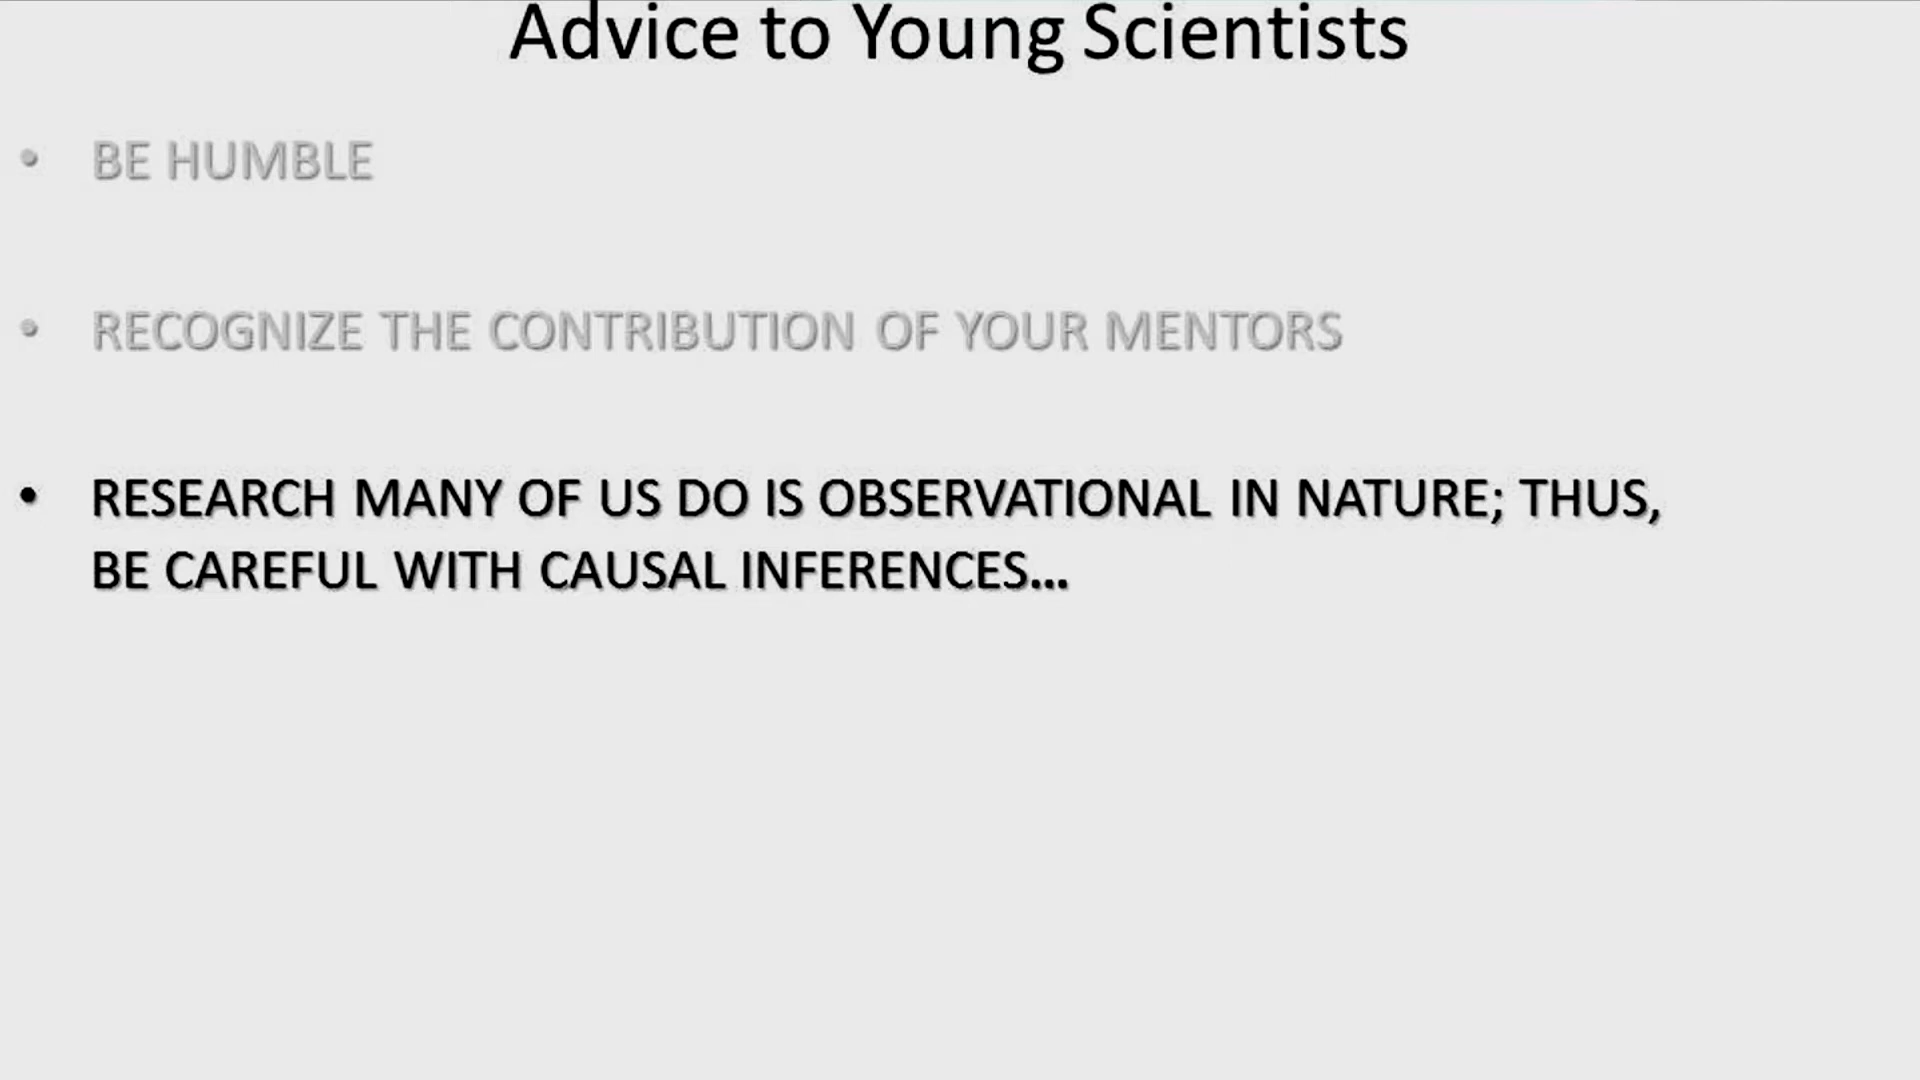 Advice to Young Scientists
• BE HUMBLE
• RECOGNIZE THE CONTRIBUTION OF YOUR MENTORS
• RESEARCH MANY OF US DO IS OBSERVATIONAL IN NATURE; THUS,
BE CAREFUL WITH CAUSAL INFERENCES...